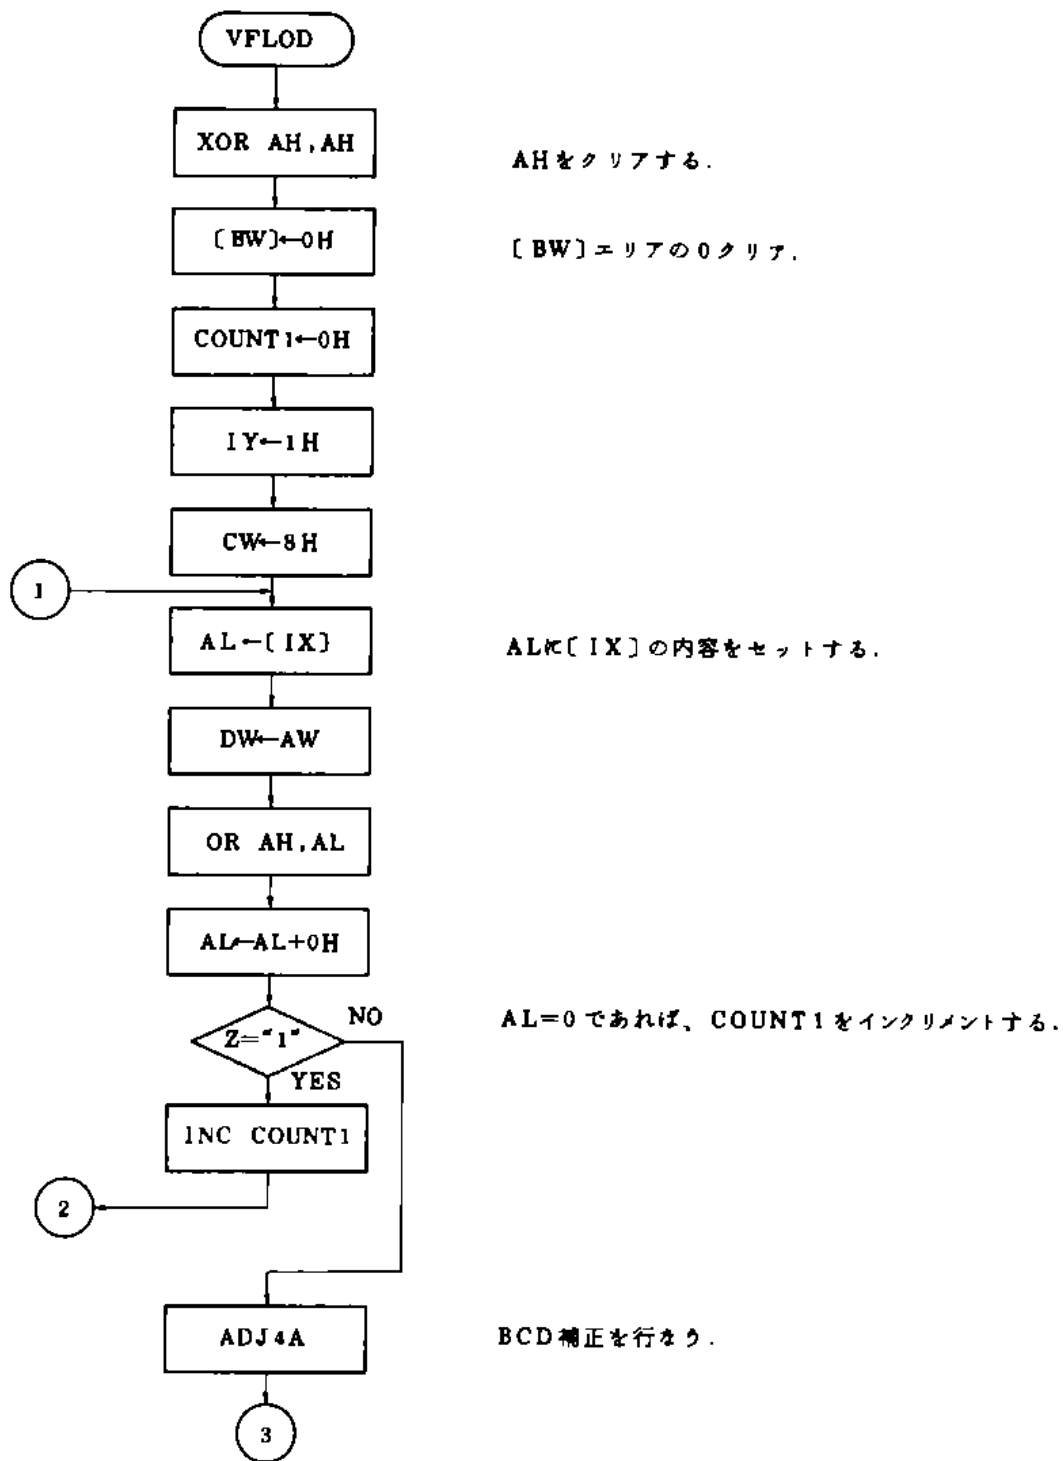 VFLOD
XOR AH,AH
AHをクリアする.
〔BW〕←0H
〔BW〕エリアの0クリア.
COUNT1←0H
IY←1H
CW←8H
1
AL←〔IX〕
ALに〔IX〕の内容をセットする.
DW←AW
OR AH,AL
AL←AL+0H
Z="1"
NO
AL=0であれば、COUNT1をインクリメントする.
YES
INC COUNT1
2
ADJ4A
BCD補正を行なう.
3